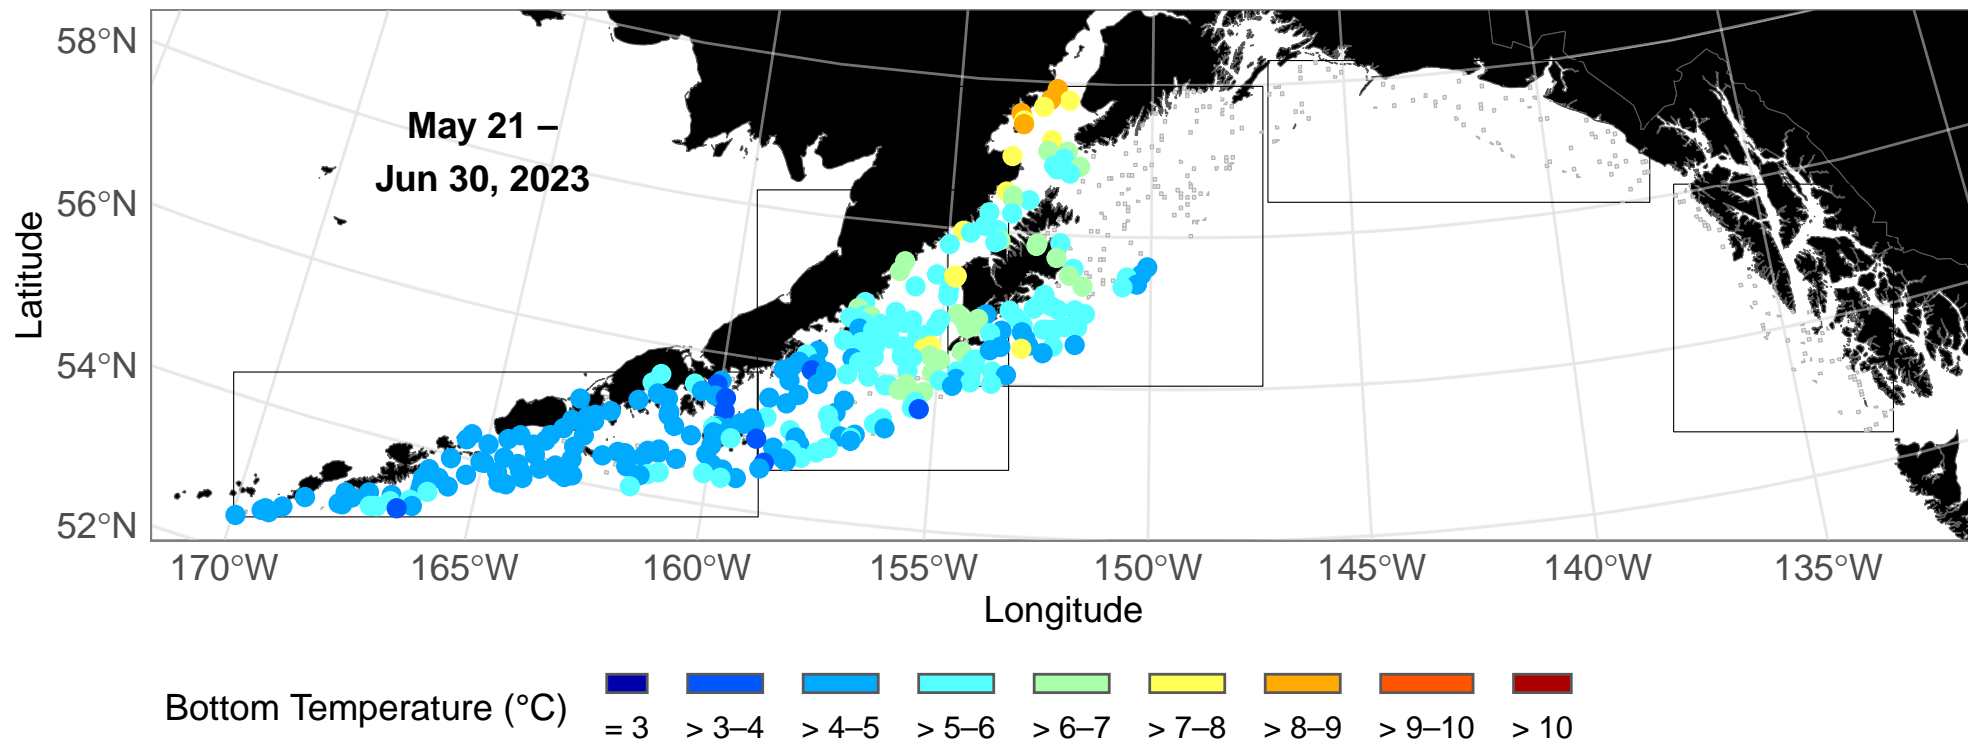 58°N
56°N
54°N
52°N
Latitude
May 21 –
Jun 30, 2023
170°W 165°W 160°W 155°W 150°W 145°W 140°W 135°W
Longitude
Bottom Temperature (°C)
= 3 > 3–4 > 4–5 > 5–6 > 6–7 > 7–8 > 8–9 > 9–10 > 10